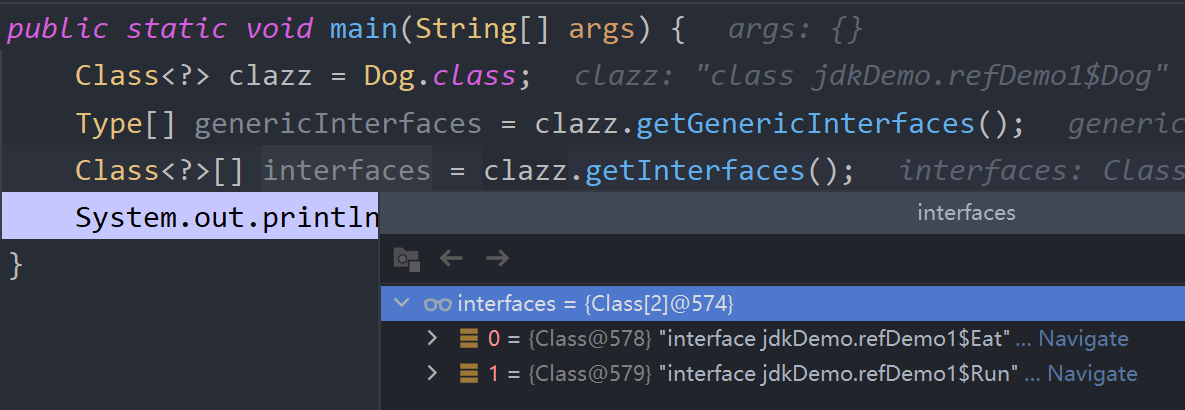 public static void main(String[] args) {  args: {}
Class<?> clazz = Dog.class;  clazz: "class jdkDemo.refDemo1$Dog"
Type[] genericInterfaces = clazz.getGenericInterfaces();  generic
Class<?>[] interfaces = clazz.getInterfaces();  interfaces: Class
System.out.println
}
interfaces
interfaces = {Class[2]@574}
0 = {Class@578} "interface jdkDemo.refDemo1$Eat" ... Navigate
1 = {Class@579} "interface jdkDemo.refDemo1$Run" ... Navigate